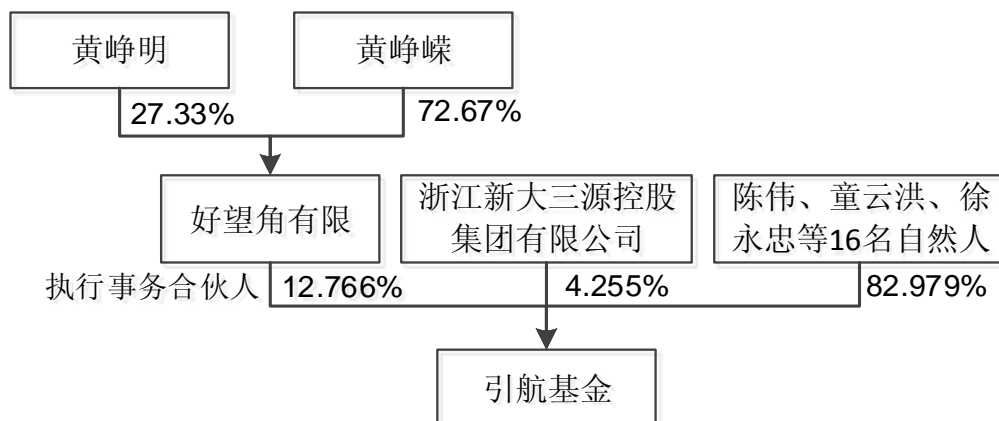 黄峥明
黄峥嵘
27.33%
72.67%
好望角有限
浙江新大三源控股
集团有限公司
陈伟、童云洪、徐
永忠等16名自然人
执行事务合伙人
12.766%
4.255%
82.979%
引航基金